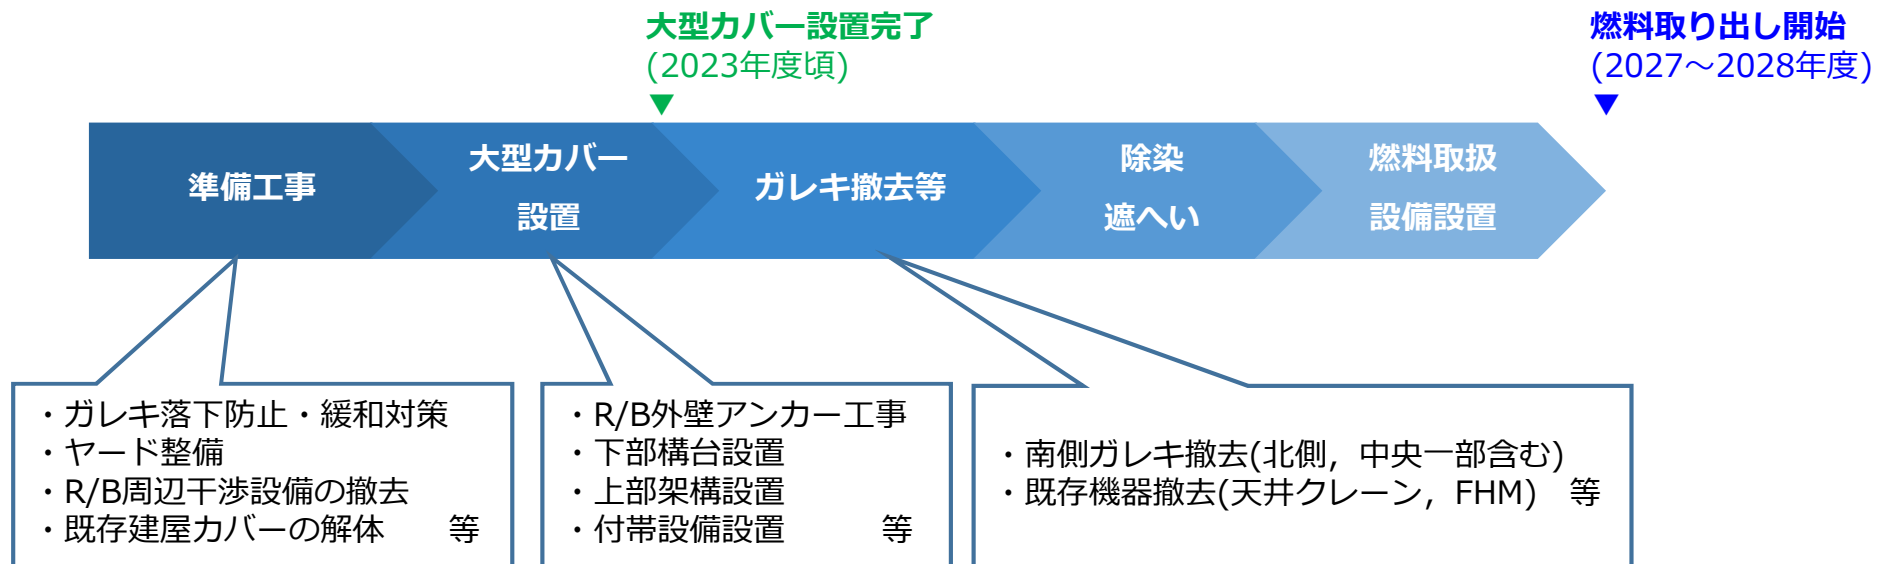 大型カバー設置完了
(2023年度頃)
▼
燃料取り出し開始
(2027～2028年度)
▼
準備工事
大型カバー
設置
ガレキ撤去等
除染
遮へい
燃料取扱
設備設置
・ガレキ落下防止・緩和対策
・ヤード整備
・R/B周辺干渉設備の撤去
・既存建屋カバーの解体　　等
・R/B外壁アンカー工事
・下部構台設置
・上部架構設置
・付帯設備設置　　　等
・南側ガレキ撤去(北側，中央一部含む)
・既存機器撤去(天井クレーン，FHM)　等